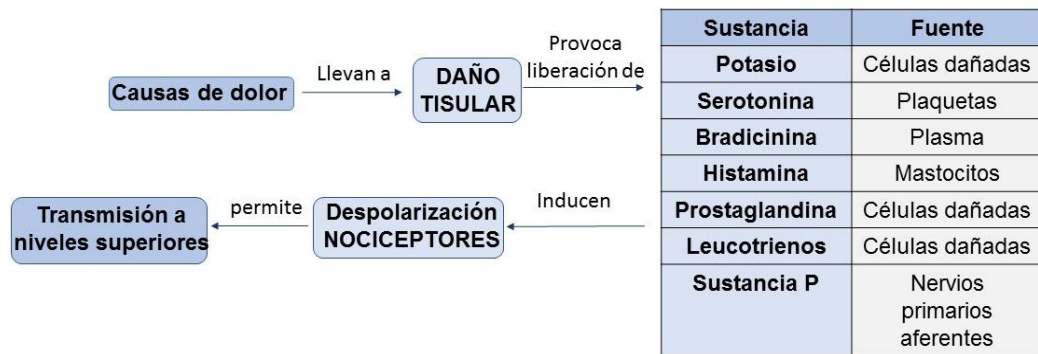 Causas de dolor
Llevan a
DAÑO
TISULAR
Provoca
liberación de
Sustancia Fuente
Potasio Células dañadas
Serotonina Plaquetas
Bradicinina Plasma
Histamina Mastocitos
Prostaglandina Células dañadas
Leucotrienos Células dañadas
Sustancia P Nervios
primarios
aferentes
Inducen
Despolarización
NOCICEPTORES
permite
Transmisión a
niveles superiores